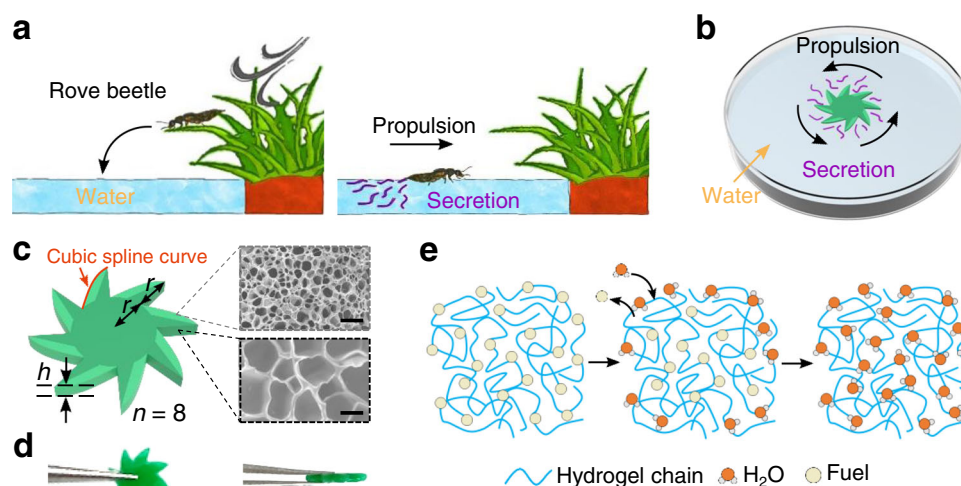 a
Rove beetle
Water
Propulsion
Secretion
b
Propulsion
Secretion
Water
c
Cubic spline curve
r
r
h
n = 8
d
e
Hydrogel chain
H₂O
Fuel